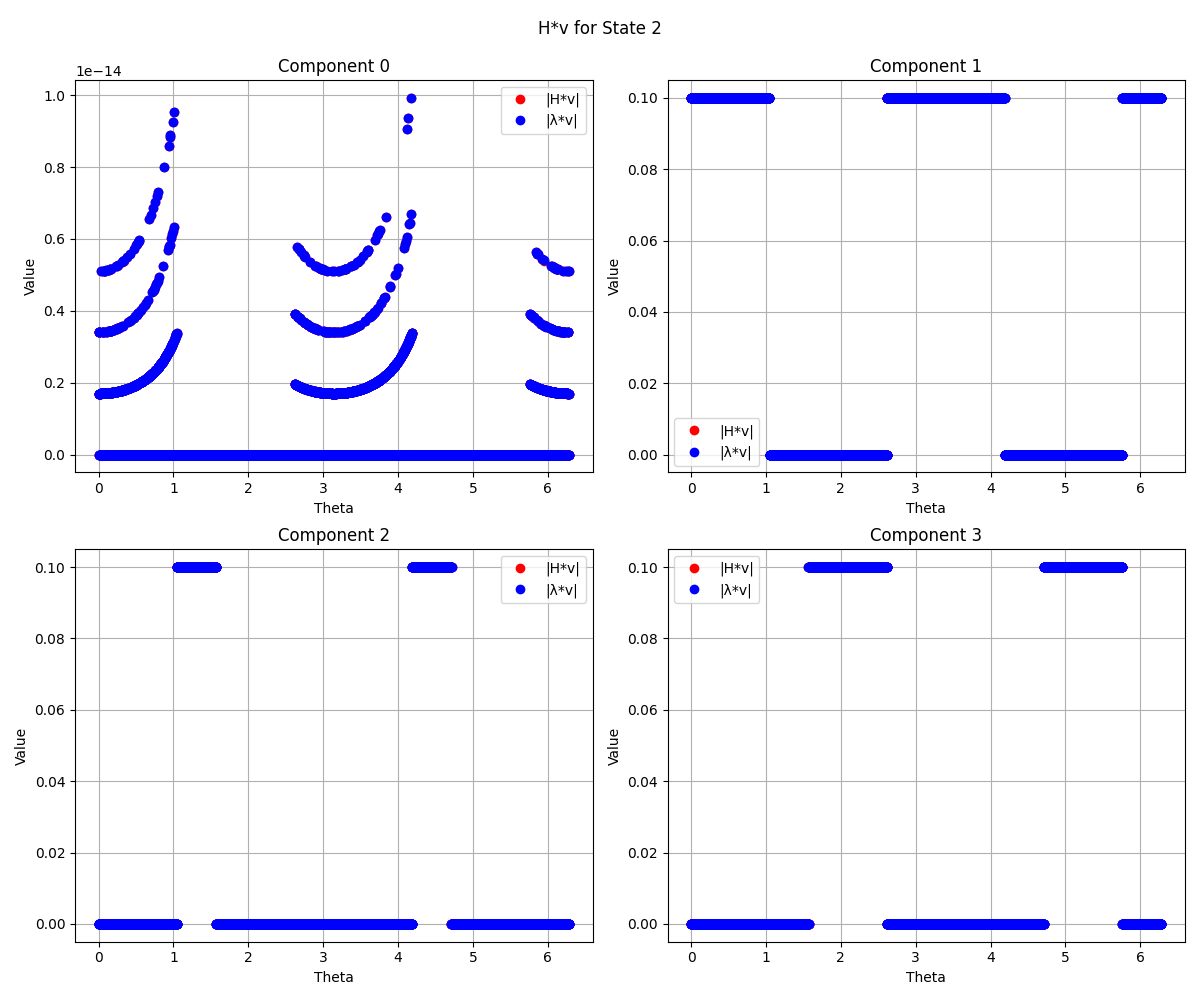 H*v for State 2
Component 0
1e−14
|H*v|
|λ*v|
1.0
0.8
0.6
0.4
0.2
0.0
Value
0 1 2 3 4 5 6
Theta
Component 1
0.10
0.08
0.06
0.04
0.02
0.00
Value
|H*v|
|λ*v|
0 1 2 3 4 5 6
Theta
Component 2
|H*v|
|λ*v|
0.10
0.08
0.06
0.04
0.02
0.00
Value
0 1 2 3 4 5 6
Theta
Component 3
|H*v|
|λ*v|
0.10
0.08
0.06
0.04
0.02
0.00
Value
0 1 2 3 4 5 6
Theta